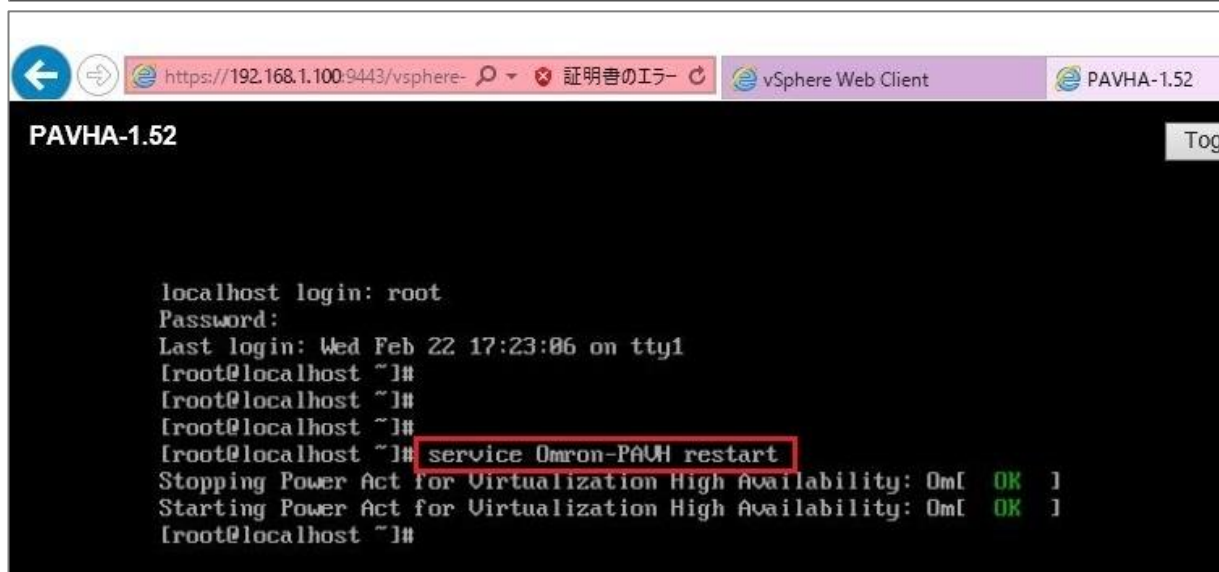 https://192.168.1.100:9443/vsphere- 証明書のエラー vSphere Web Client PAVHA-1.52
PAVHA-1.52
Tog
localhost login: root
Password:
Last login: Wed Feb 22 17:23:06 on tty1
[root@localhost ~]#
[root@localhost ~]#
[root@localhost ~]#
[root@localhost ~]# service Omron-PAVH restart
Stopping Power Act for Virtualization High Availability: Om[  OK  ]
Starting Power Act for Virtualization High Availability: Om[  OK  ]
[root@localhost ~]#